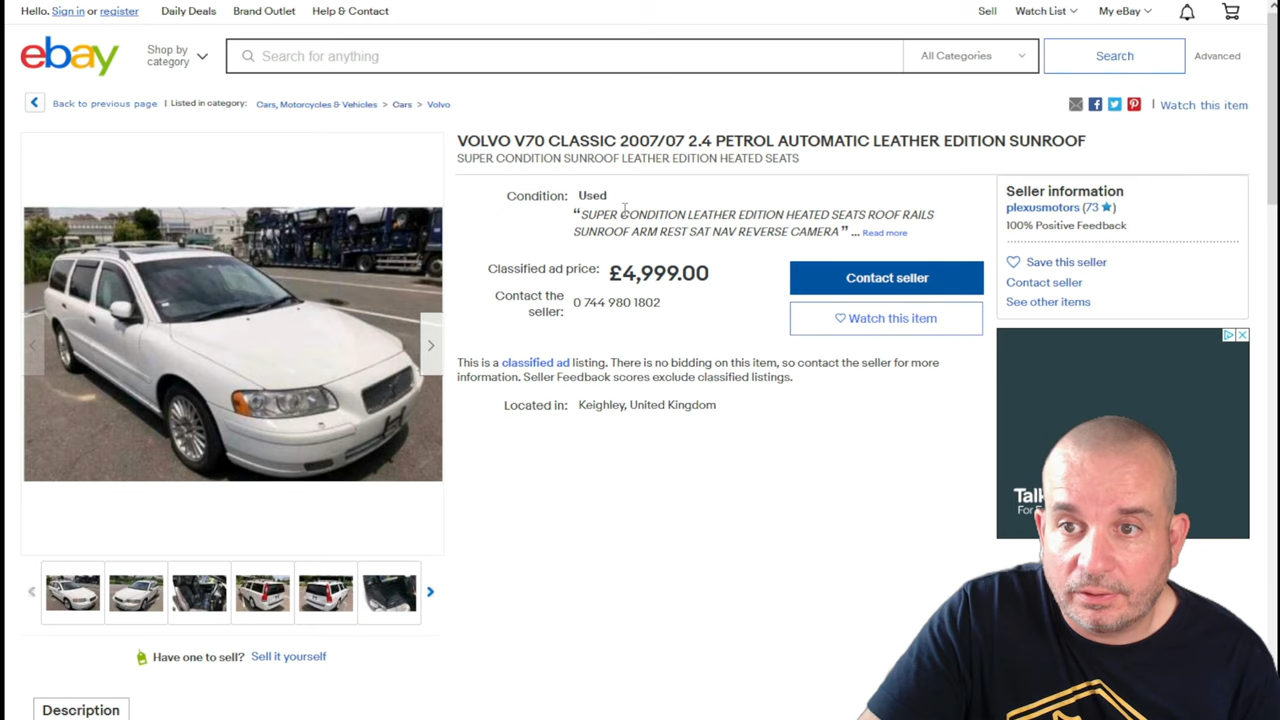 Hello. Sign in or register
Daily Deals
Brand Outlet
Help & Contact
Sell
Watch List
My eBay
ebay
Shop by
category
Search for anything
All Categories
Search
Advanced
Back to previous page
Listed in category:
Cars, Motorcycles & Vehicles > Cars > Volvo
Watch this item
VOLVO V70 CLASSIC 2007/07 2.4 PETROL AUTOMATIC LEATHER EDITION SUNROOF
SUPER CONDITION SUNROOF LEATHER EDITION HEATED SEATS
Condition: Used
“SUPER CONDITION LEATHER EDITION HEATED SEATS ROOF RAILS
SUNROOF ARM REST SAT NAV REVERSE CAMERA” ... Read more
Classified ad price: £4,999.00
Contact the
seller:
0 744 980 1802
Contact seller
Watch this item
This is a classified ad listing. There is no bidding on this item, so contact the seller for more
information. Seller Feedback scores exclude classified listings.
Located in: Keighley, United Kingdom
Seller information
plexusmotors (73)
100% Positive Feedback
Save this seller
Contact seller
See other items
Have one to sell? Sell it yourself
Description